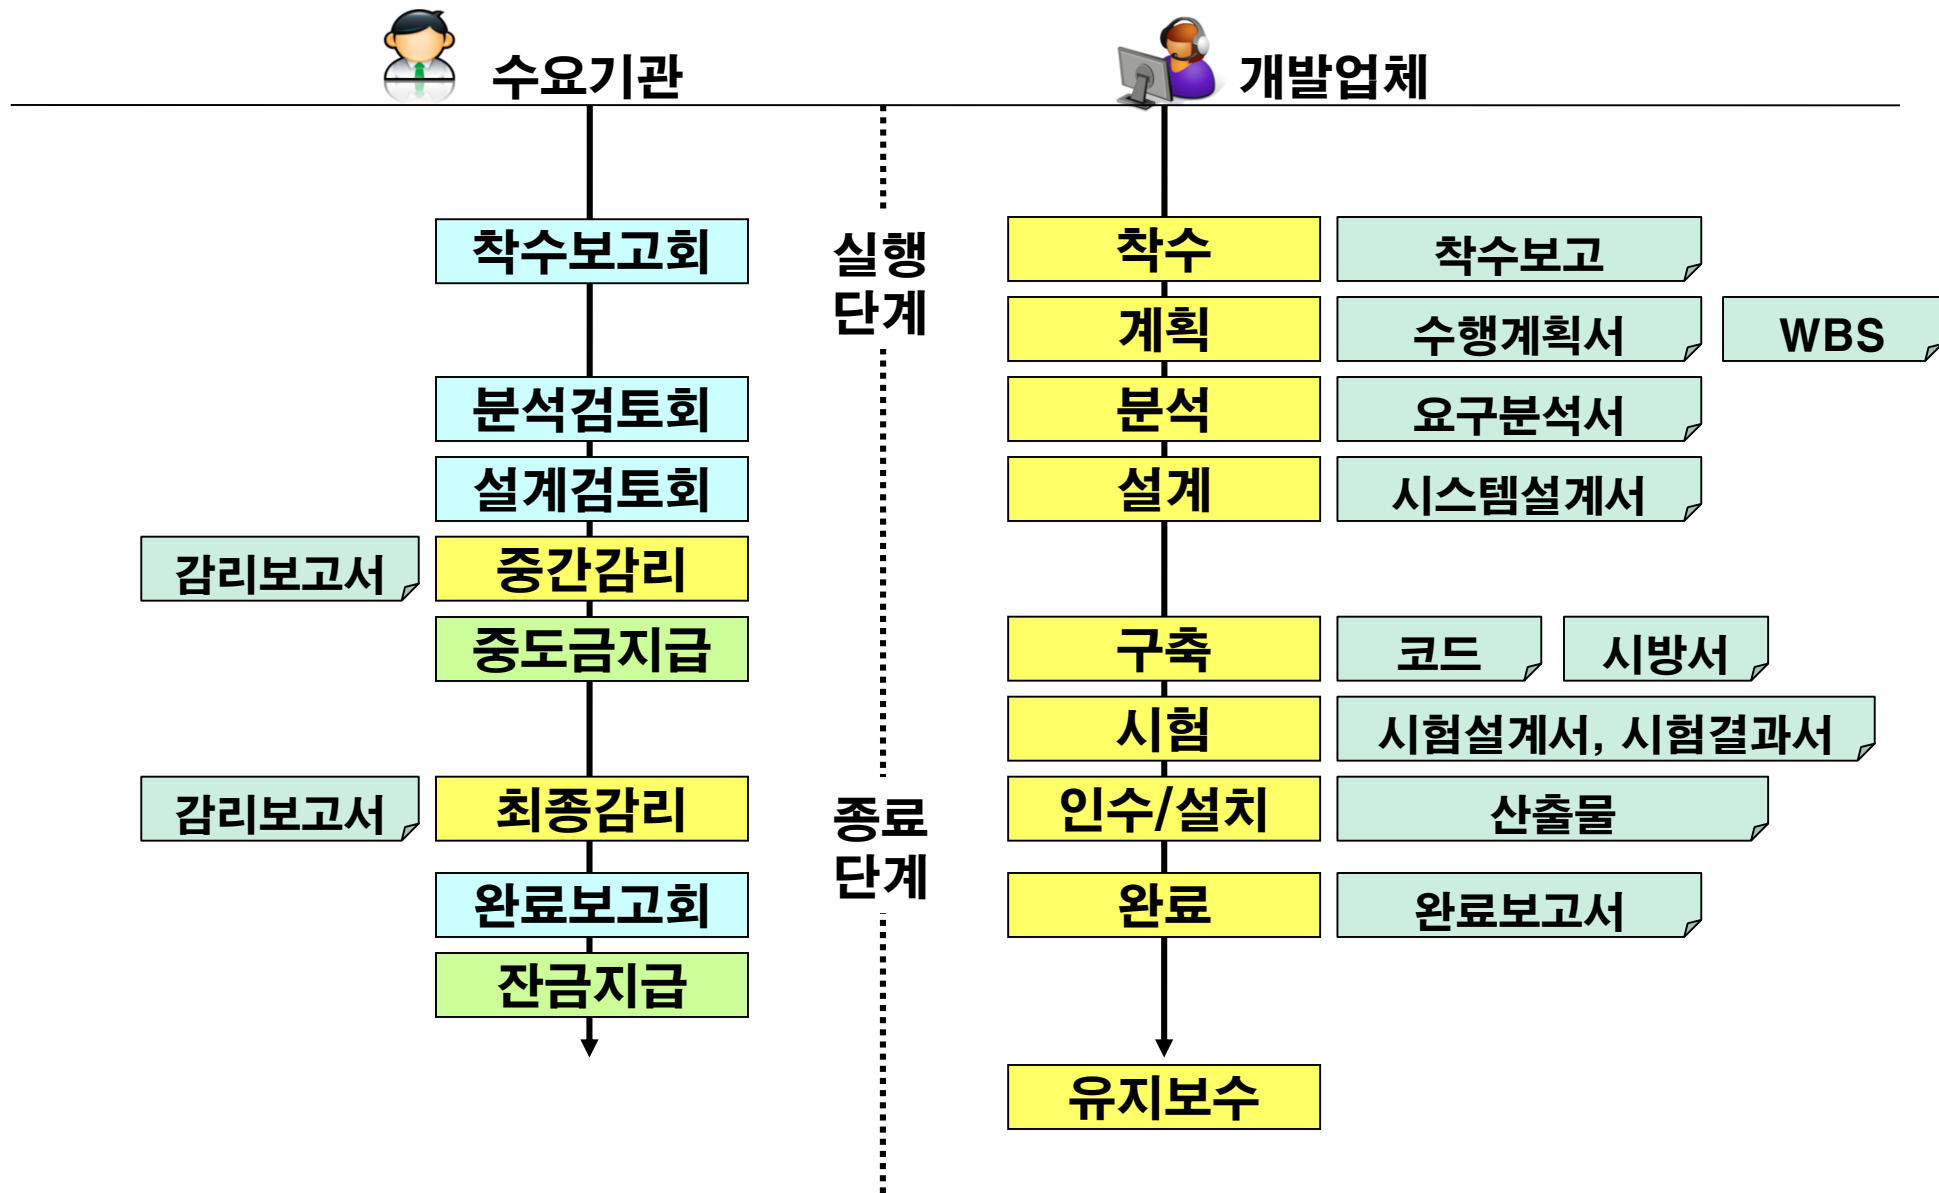 수요기관
개발업체
착수보고회
실행
단계
착수
착수보고
계획
수행계획서
WBS
분석검토회
분석
요구분석서
설계검토회
설계
시스템설계서
감리보고서
중간감리
중도금지급
구축
코드
시방서
시험
시험설계서, 시험결과서
감리보고서
최종감리
종료
단계
인수/설치
산출물
완료보고회
완료
완료보고서
잔금지급
유지보수